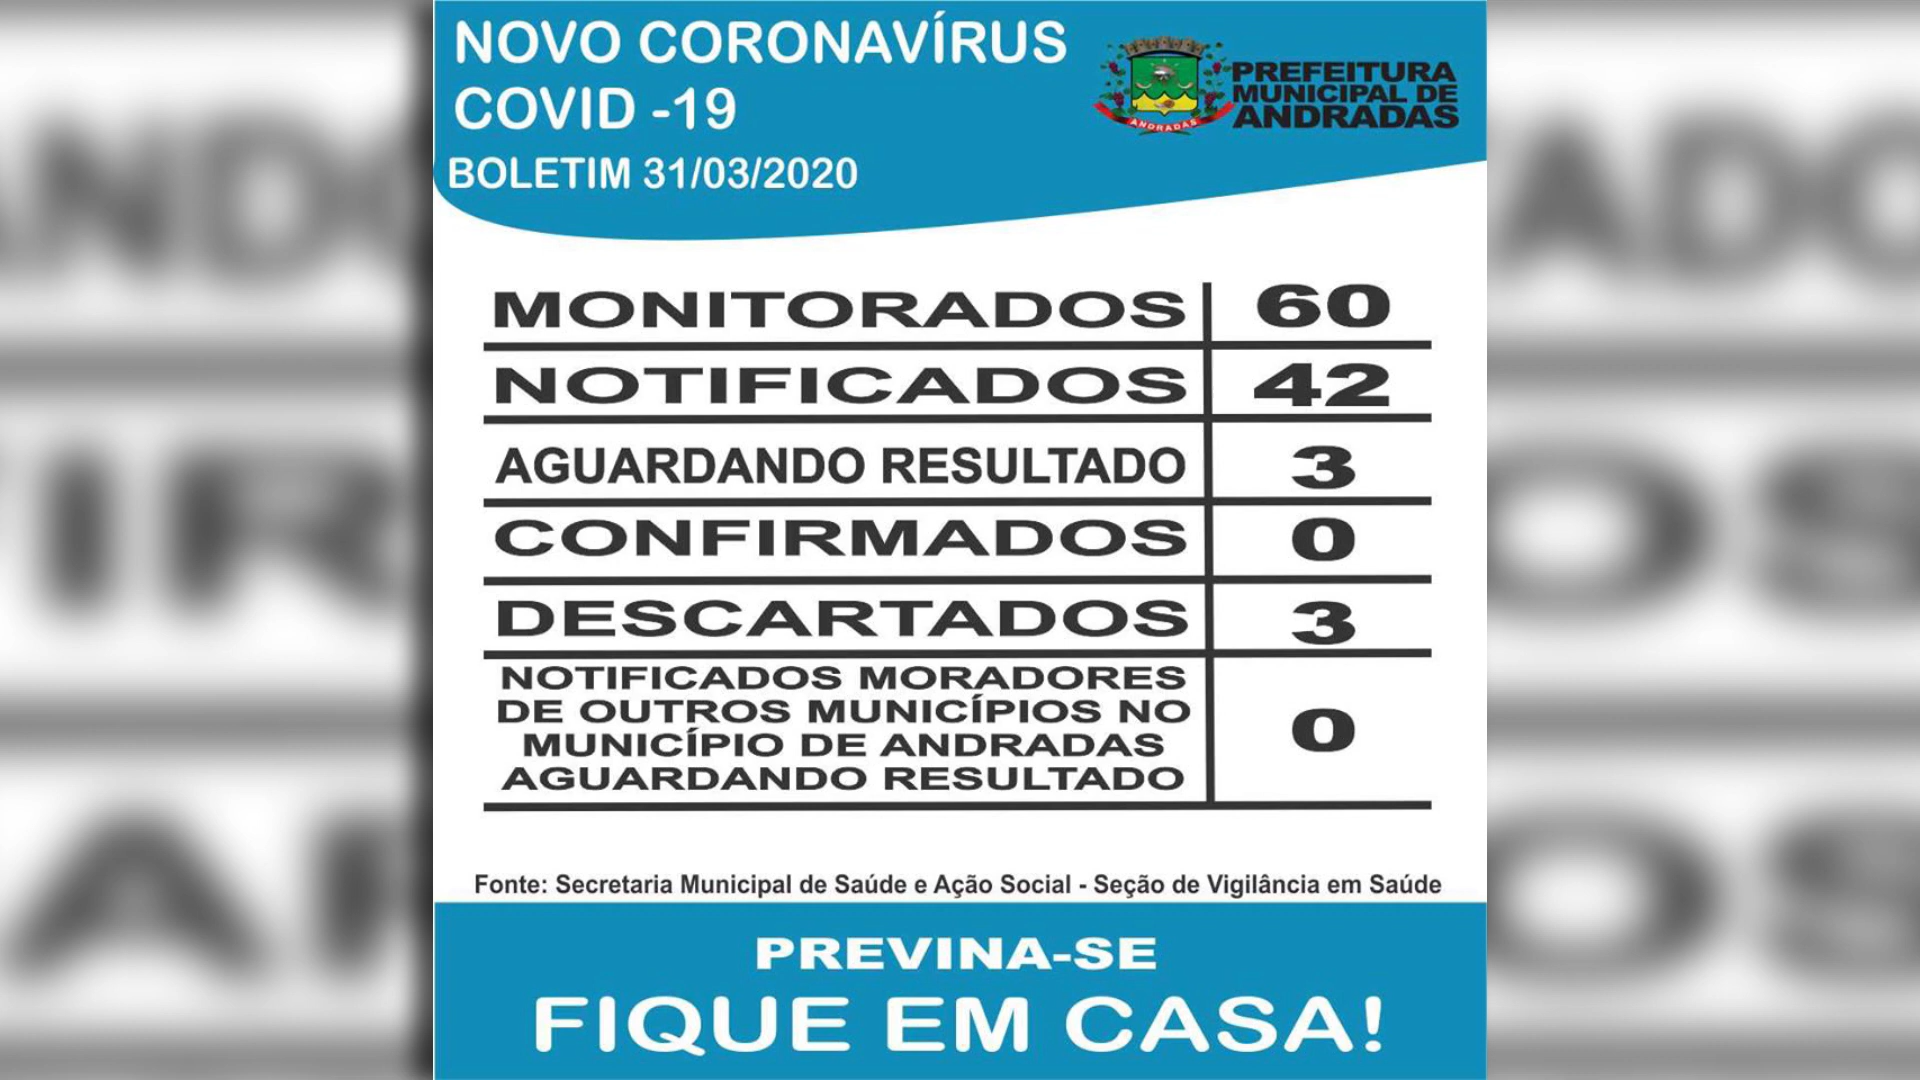 NOVO CORONAVÍRUS
COVID -19
BOLETIM 31/03/2020
ANDRADAS
PREFEITURA
MUNICIPAL DE
ANDRADAS
MONITORADOS 60
NOTIFICADOS 42
AGUARDANDO RESULTADO 3
CONFIRMADOS 0
DESCARTADOS 3
NOTIFICADOS MORADORES
DE OUTROS MUNICÍPIOS NO
MUNICÍPIO DE ANDRADAS
AGUARDANDO RESULTADO
0
Fonte: Secretaria Municipal de Saúde e Ação Social - Seção de Vigilância em Saúde
PREVINA-SE
FIQUE EM CASA!